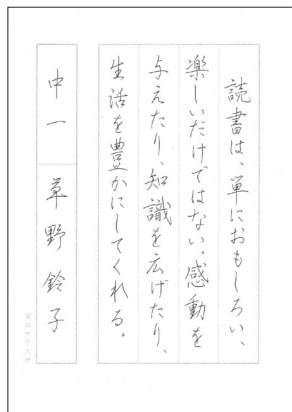 読書は、単におもしろい、
楽しいだけではない。感動を
与えたり、知識を広げたり、
生活を豊かにしてくれる。
中一 草野鈴子